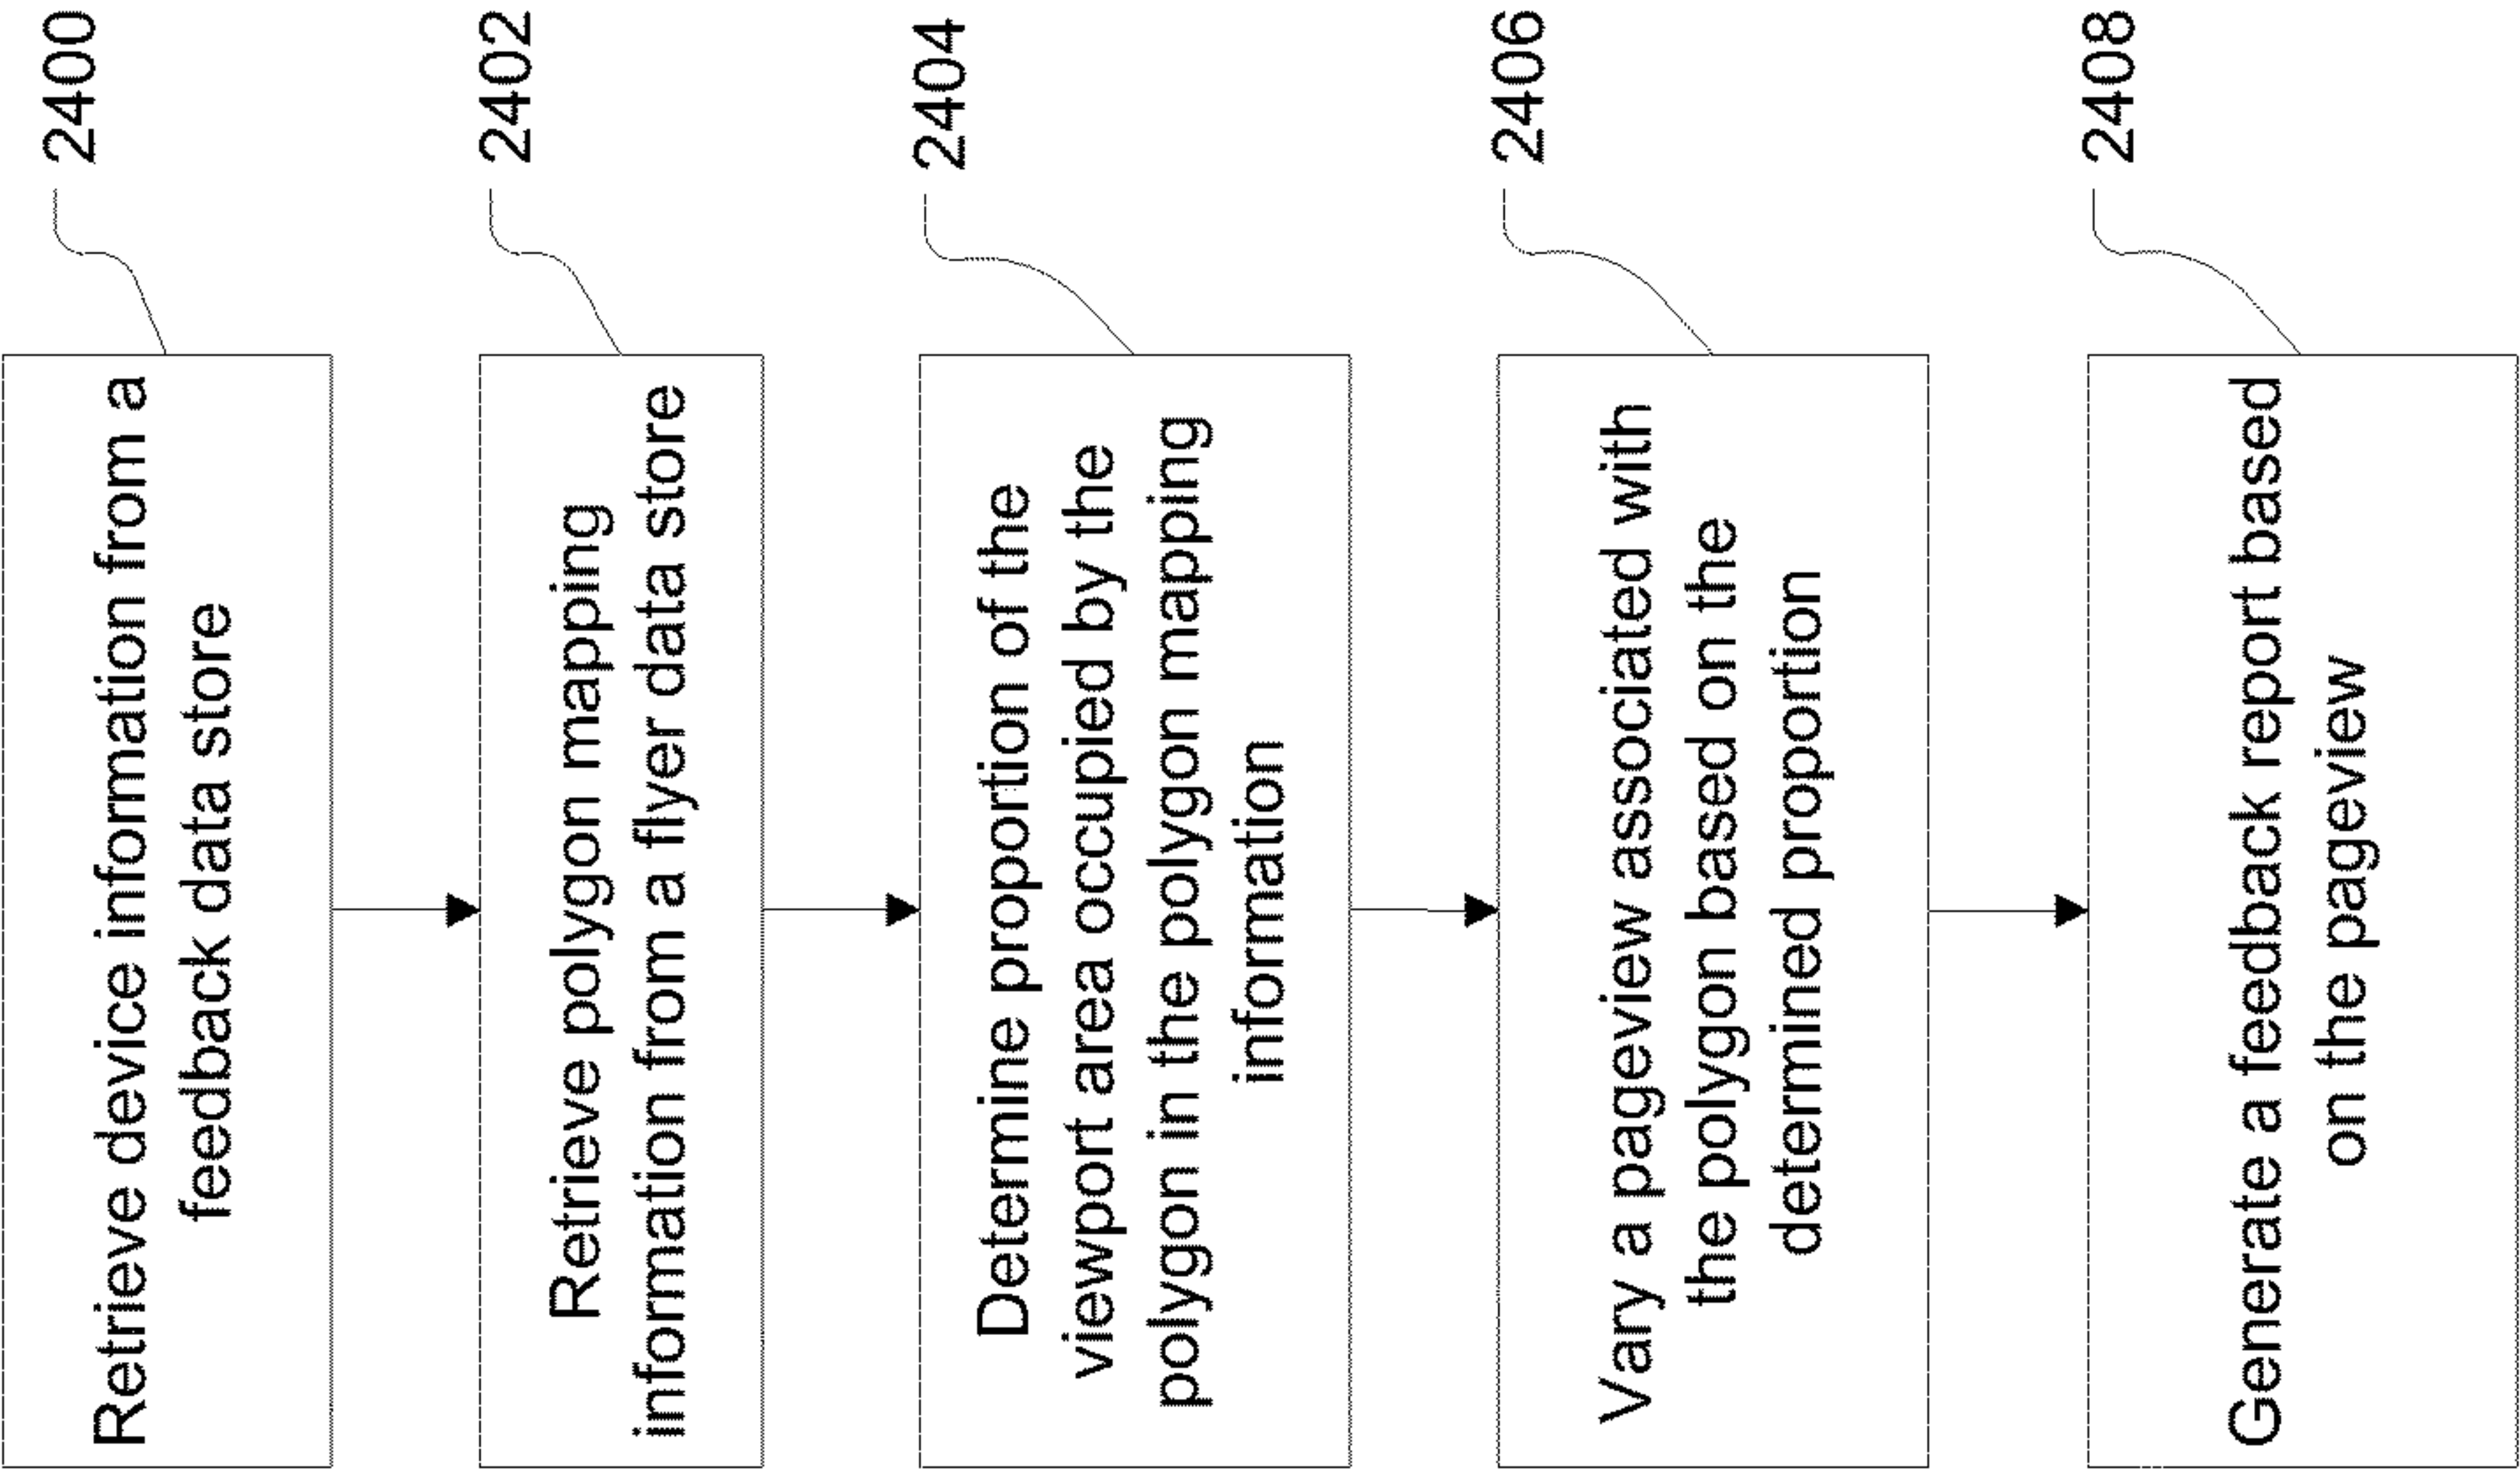 2400
Retrieve device information from a
feedback data store
2402
Retrieve polygon mapping
information from a flyer data store
2404
Determine proportion of the
viewport area occupied by the
polygon in the polygon mapping
information
2406
Vary a pageview associated with
the polygon based on the
determined proportion
2408
Generate a feedback report based
on the pageview